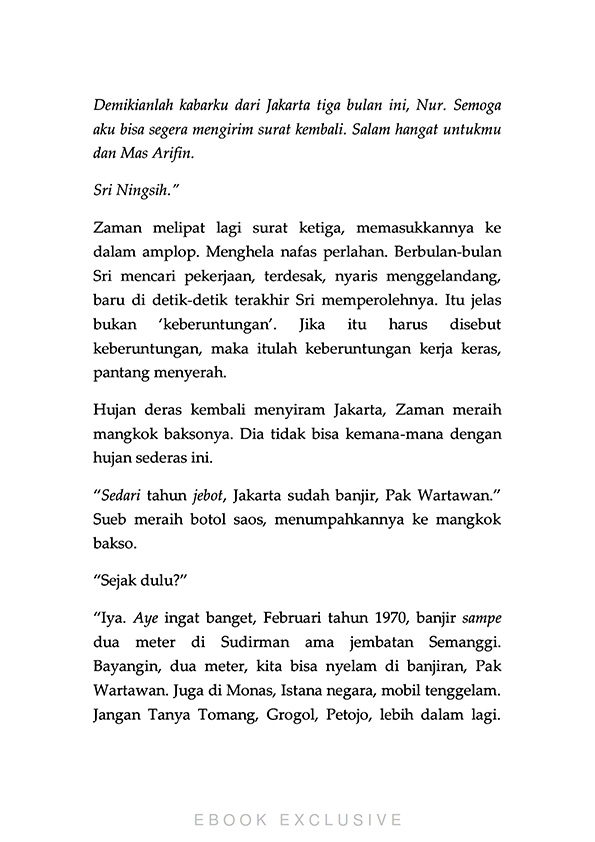 Demikianlah kabarku dari Jakarta tiga bulan ini, Nur. Semoga
aku bisa segera mengirim surat kembali. Salam hangat untukmu
dan Mas Arifin.
Sri Ningsih.”
Zaman melipat lagi surat ketiga, memasukkannya ke
dalam amplop. Menghela nafas perlahan. Berbulan-bulan
Sri mencari pekerjaan, terdesak, nyaris menggelandang,
baru di detik-detik terakhir Sri memperolehnya. Itu jelas
bukan ‘keberuntungan’. Jika itu harus disebut
keberuntungan, maka itulah keberuntungan kerja keras,
pantang menyerah.
Hujan deras kembali menyiram Jakarta, Zaman meraih
mangkok baksonya. Dia tidak bisa kemana-mana dengan
hujan sederas ini.
“Sedari tahun jebot, Jakarta sudah banjir, Pak Wartawan.”
Sueb meraih botol saos, menumpahkannya ke mangkok
bakso.
“Sejak dulu?”
“Iya. Aye ingat banget, Februari tahun 1970, banjir sampe
dua meter di Sudirman ama jembatan Semanggi.
Bayangin, dua meter, kita bisa nyelam di banjiran, Pak
Wartawan. Juga di Monas, Istana negara, mobil tenggelam.
Jangan Tanya Tomang, Grogol, Petojo, lebih dalam lagi.
EBOOK EXCLUSIVE